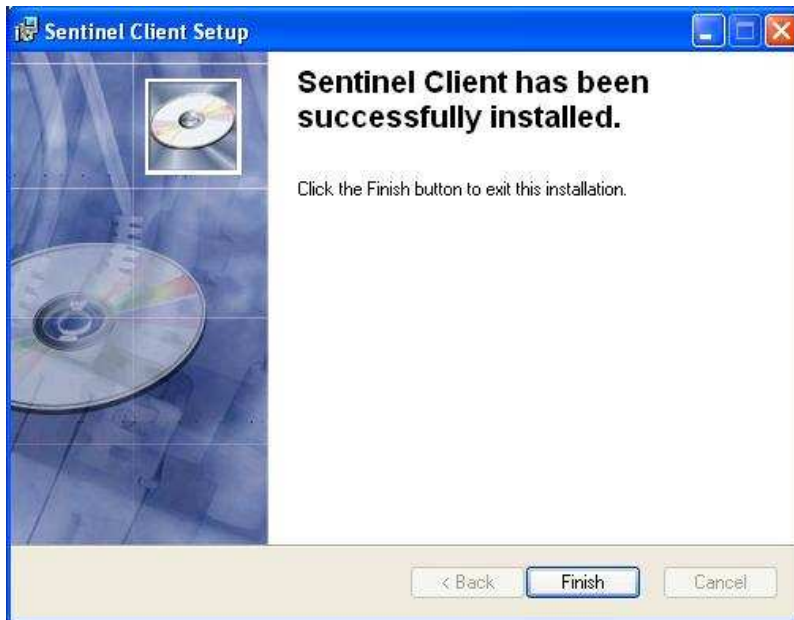 Sentinel Client Setup
Sentinel Client has been
successfully installed.
Click the Finish button to exit this installation.
< Back
Finish
Cancel